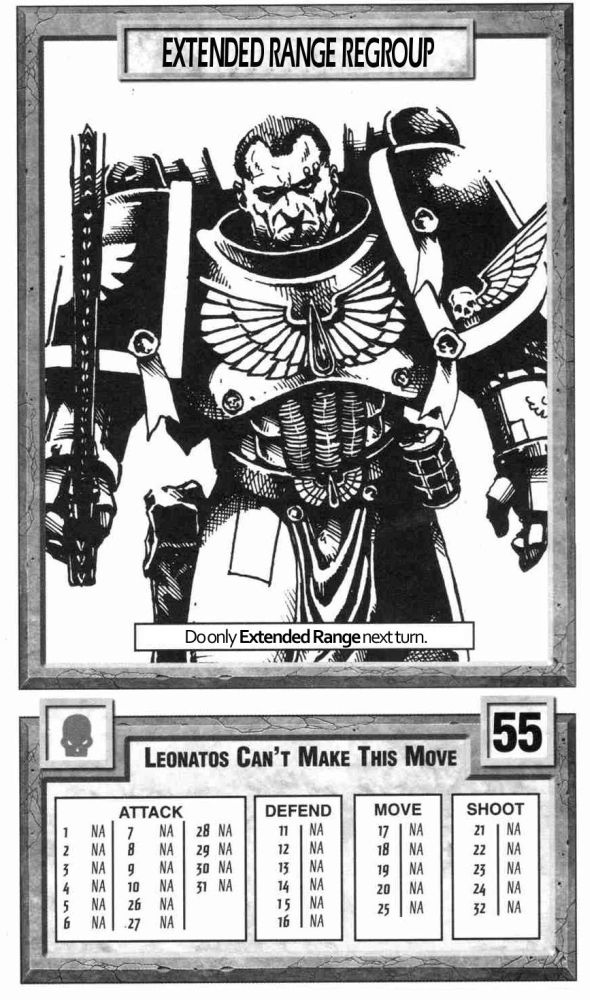 EXTENDED RANGE REGROUP
Do only Extended Range next turn.
55
LEONATOS CAN'T MAKE THIS MOVE
ATTACK
1 NA 7 NA 28 NA
2 NA 8 NA 29 NA
3 NA 9 NA 30 NA
4 NA 10 NA 31 NA
5 NA 26 NA
6 NA 27 NA
DEFEND
11 NA
12 NA
13 NA
14 NA
15 NA
16 NA
MOVE
17 NA
18 NA
19 NA
20 NA
25 NA
SHOOT
21 NA
22 NA
23 NA
24 NA
32 NA